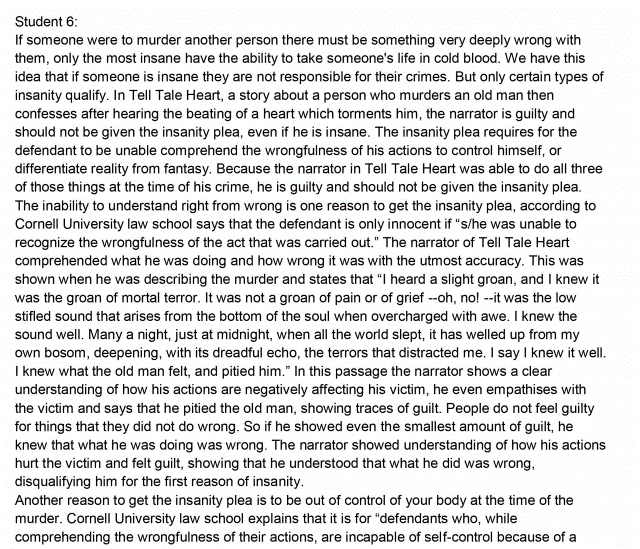 Student 6:
If someone were to murder another person there must be something very deeply wrong with
them, only the most insane have the ability to take someone's life in cold blood. We have this
idea that if someone is insane they are not responsible for their crimes. But only certain types of
insanity qualify. In Tell Tale Heart, a story about a person who murders an old man then
confesses after hearing the beating of a heart which torments him, the narrator is guilty and
should not be given the insanity plea, even if he is insane. The insanity plea requires for the
defendant to be unable comprehend the wrongfulness of his actions to control himself, or
differentiate reality from fantasy. Because the narrator in Tell Tale Heart was able to do all three
of those things at the time of his crime, he is guilty and should not be given the insanity plea.
The inability to understand right from wrong is one reason to get the insanity plea, according to
Cornell University law school says that the defendant is only innocent if “s/he was unable to
recognize the wrongfulness of the act that was carried out.” The narrator of Tell Tale Heart
comprehended what he was doing and how wrong it was with the utmost accuracy. This was
shown when he was describing the murder and states that “I heard a slight groan, and I knew it
was the groan of mortal terror. It was not a groan of pain or of grief --oh, no! --it was the low
stifled sound that arises from the bottom of the soul when overcharged with awe. I knew the
sound well. Many a night, just at midnight, when all the world slept, it has welled up from my
own bosom, deepening, with its dreadful echo, the terrors that distracted me. I say I knew it well.
I knew what the old man felt, and pitied him.” In this passage the narrator shows a clear
understanding of how his actions are negatively affecting his victim, he even empathises with
the victim and says that he pitied the old man, showing traces of guilt. People do not feel guilty
for things that they did not do wrong. So if he showed even the smallest amount of guilt, he
knew that what he was doing was wrong. The narrator showed understanding of how his actions
hurt the victim and felt guilt, showing that he understood that what he did was wrong,
disqualifying him for the first reason of insanity.
Another reason to get the insanity plea is to be out of control of your body at the time of the
murder. Cornell University law school explains that it is for “defendants who, while
comprehending the wrongfulness of their actions, are incapable of self-control because of a